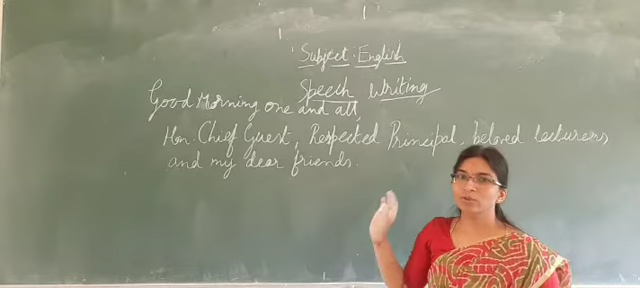 Subject - English
Speech Writing
Good Morning one and all,
Hon. Chief Guest, Respected Principal, beloved lecturers
and my dear friends.